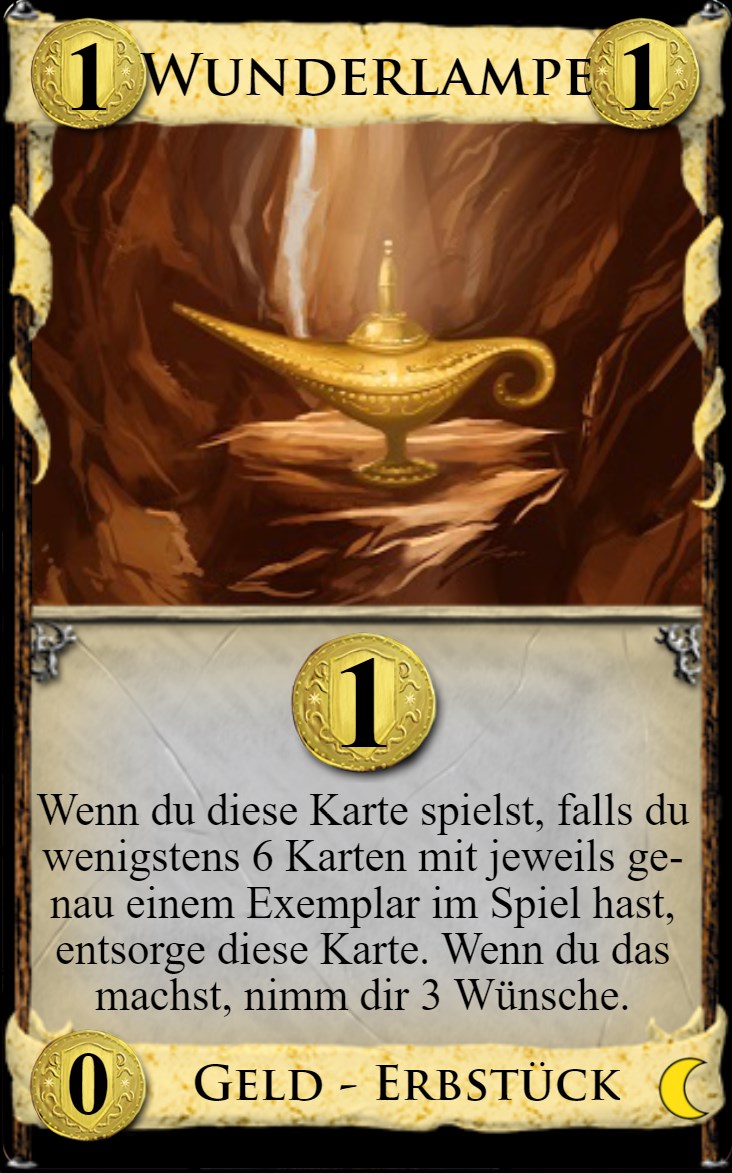 1 WUNDERLAMPE 1
1
Wenn du diese Karte spielst, falls du
wenigstens 6 Karten mit jeweils ge-
nau einem Exemplar im Spiel hast,
entsorge diese Karte. Wenn du das
machst, nimm dir 3 Wünsche.
0 GELD - ERBSTÜCK